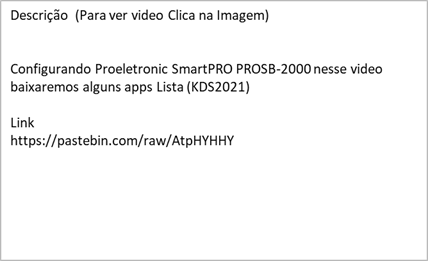 Descrição  (Para ver video Clica na Imagem)
Configurando Proeletronic SmartPRO PROSB-2000 nesse video
baixaremos alguns apps Lista (KDS2021)
Link
https://pastebin.com/raw/AtpHYHHY